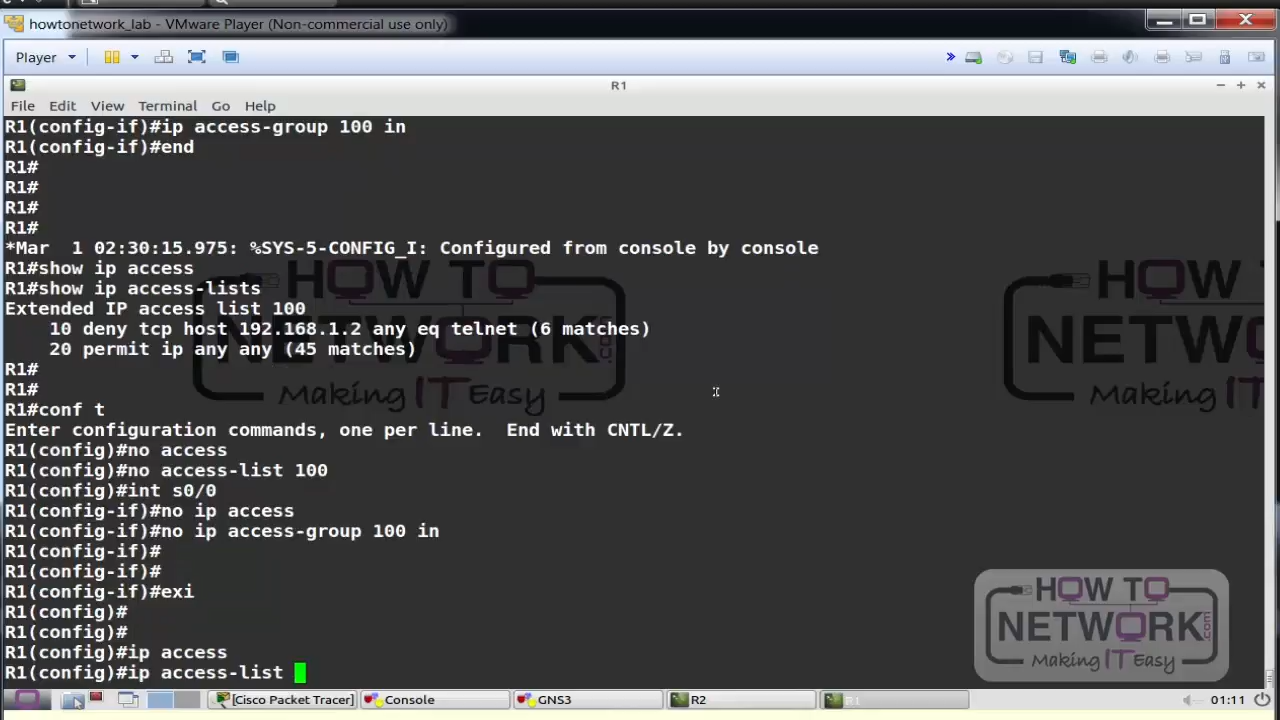 howtonetwork_lab - VMware Player (Non-commercial use only)
Player
R1
File Edit View Terminal Go Help
R1(config-if)#ip access-group 100 in
R1(config-if)#end
R1#
R1#
R1#
R1#
*Mar  1 02:30:15.975: %SYS-5-CONFIG_I: Configured from console by console
R1#show ip access
R1#show ip access-lists
Extended IP access list 100
    10 deny tcp host 192.168.1.2 any eq telnet (6 matches)
    20 permit ip any any (45 matches)
R1#
R1#
R1#conf t
Enter configuration commands, one per line.  End with CNTL/Z.
R1(config)#no access
R1(config)#no access-list 100
R1(config)#int s0/0
R1(config-if)#no ip access
R1(config-if)#no ip access-group 100 in
R1(config-if)#
R1(config-if)#
R1(config-if)#exi
R1(config)#
R1(config)#
R1(config)#ip access
R1(config)#ip access-list
HOW TO
NETWORK.com
Making IT Easy
HOW TO
NETWORK
Making IT
HOW TO
NETWORK.com
Making IT Easy
[Cisco Packet Tracer]
Console
GNS3
R2
R1
01:11